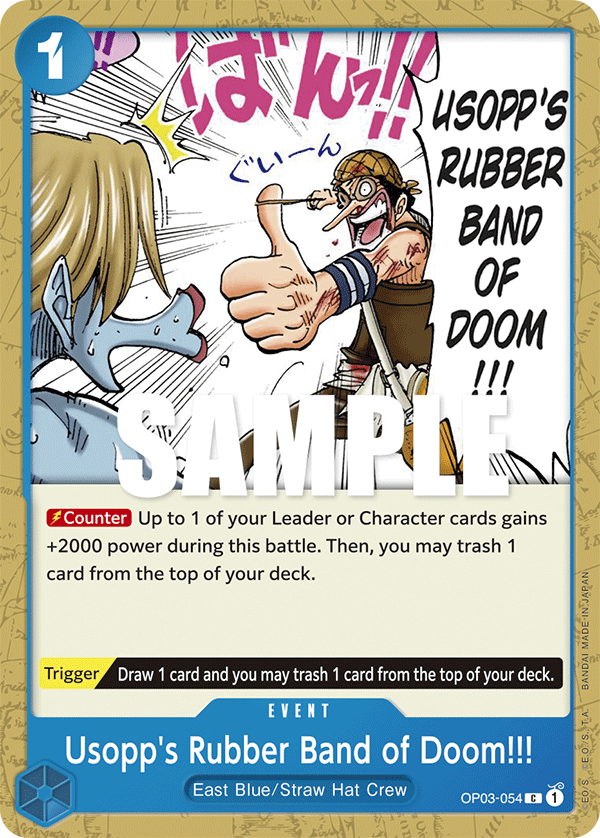 1
!!
ばんっ!!
ぐいーん
USOPP'S
RUBBER
BAND
OF
DOOM
!!!
SAMPLE
Counter Up to 1 of your Leader or Character cards gains
+2000 power during this battle. Then, you may trash 1
card from the top of your deck.
Trigger Draw 1 card and you may trash 1 card from the top of your deck.
EVENT
Usopp's Rubber Band of Doom!!!
East Blue/Straw Hat Crew
OP03-054 C 1
©E.O./S. ©E.O./S.,T.A. BANDAI MADE IN JAPAN